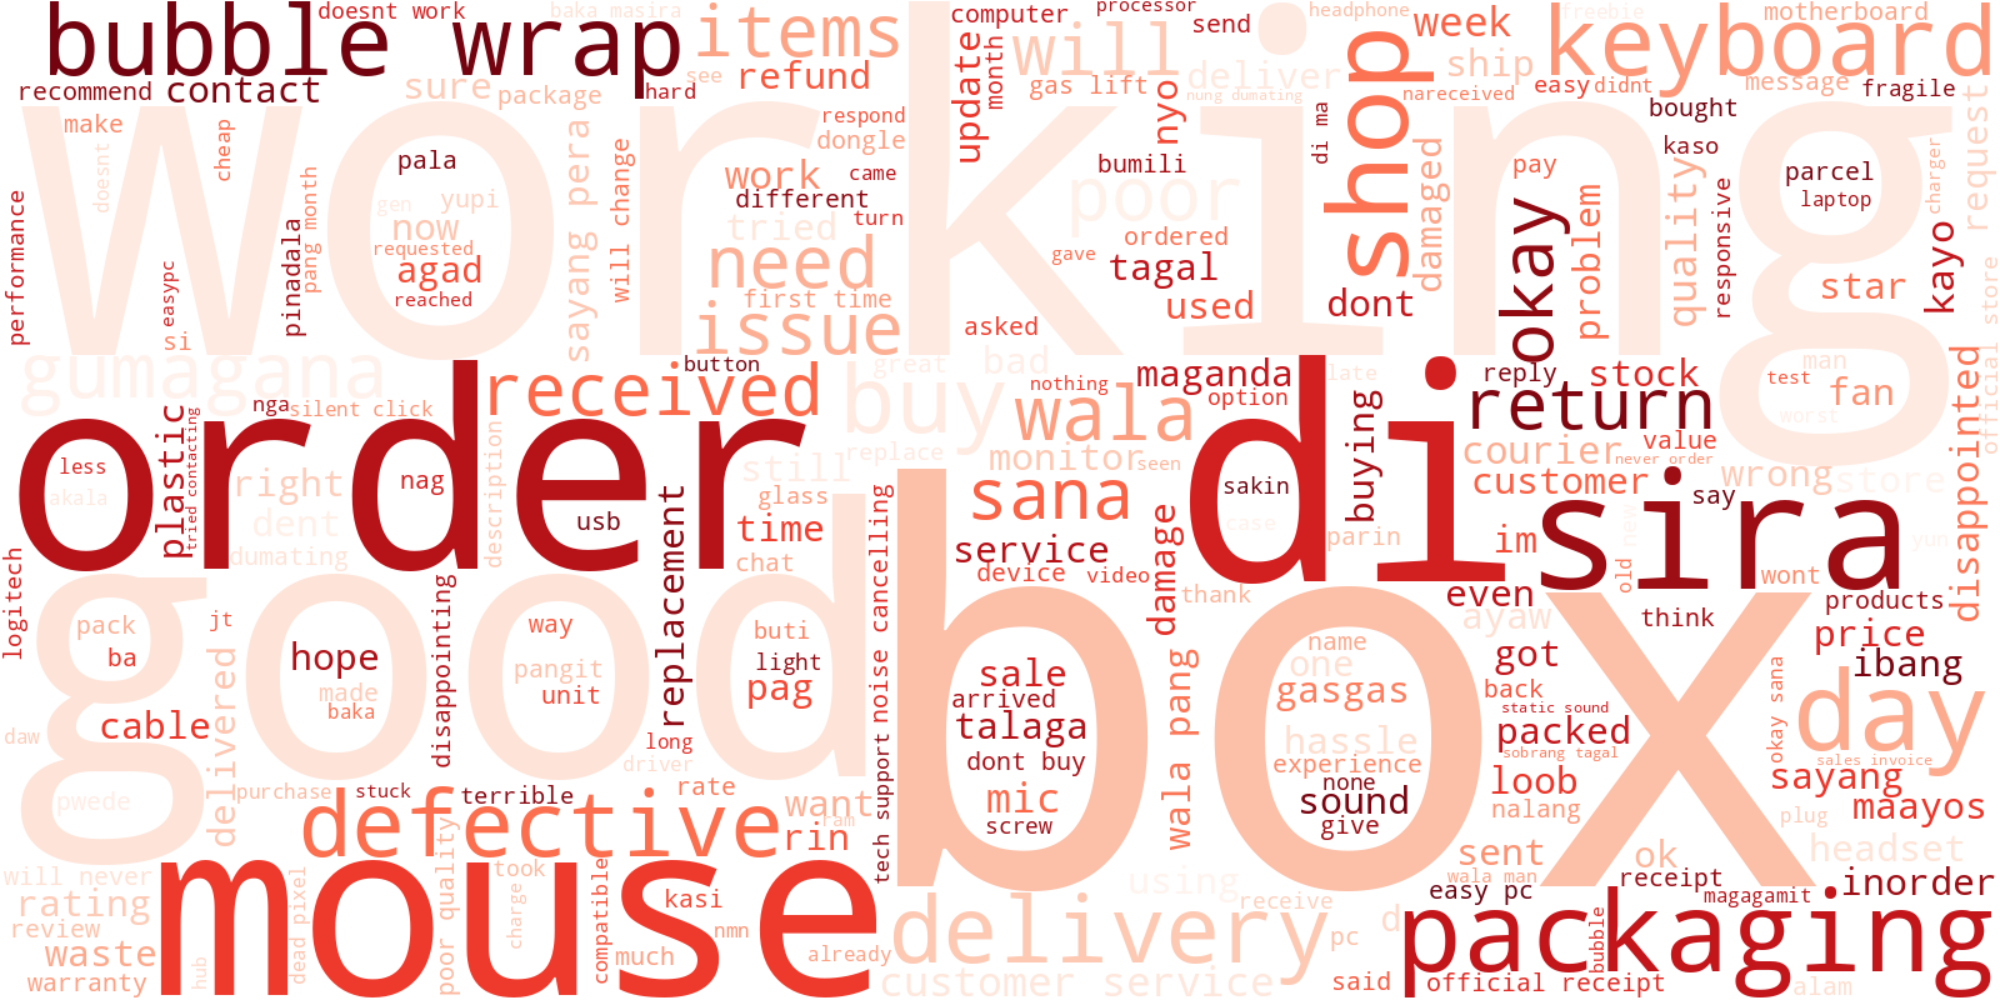 bubble wrap
doesnt work
baka masira
items
computer
processor
send
will
headphone
week
freebie
motherboard
keyboard
recommend
contact
hard
see
refund
sure
package
update
month
gas lift
deliver
nung dumating
shop
ship
nareceived
easy
didnt
message
fragile
working
make
cheap
doesnt
pala
gen
yupi
now
requested
agad
reached
performance
easypc
si
pinadala
pang month
sayang pera
will change
respond
dongle
work
came
different
turn
tried
need
first time
issue
nyo
bumili
poor
ordered
gave
tagal
used
asked
di ma
dont
damaged
okay
pay
problem
bought
kaso
quality
responsive
parcel
laptop
charger
request
star
kayo
official store
gumagana
nga
silent click
received
button
great
bad
buy
replace
nothing
wala
maganda
option
late
buying
reply
return
stock
courier
value
never order
customer
man
test
fan
worst
wrong
store
disappointed
order
less
akala
plastic
tried contacting
right
dent
dumating
nag
description
usb
replacement
still
glass
time
chat
monitor
seen
sana
service
device
video
damage
thank
di
sakin
case
parin
im
say
sira
new
old
yun
wont
even
ayaw
think
products
price
logitech
good
pack
ba
jt
delivered
cable
daw
pwede
hope
made
baka
disappointing
way
pangit
unit
buti
light
pag
long
driver
tech support noise cancelling
box
sale
arrived
talaga
dont buy
mic
screw
wala pang
name
one
gasgas
hassle
experience
none
sound
give
got
back
static sound
packed
sobrang tagal
loob
nalang
ibang
day
okay sana
sales invoice
sayang
plug
maayos
purchase
stuck
terrible
rate
defective
want
ram
rin
mouse
will never
rating
review
waste
warranty
hub
dead pixel
poor quality
took
charge
compatible
kasi
much
nmn
already
using
receive
delivery
customer service
pc
d
said
sent
wala man
easy pc
ok
receipt
headset
magagamit
inorder
packaging
bubble
official receipt
alam